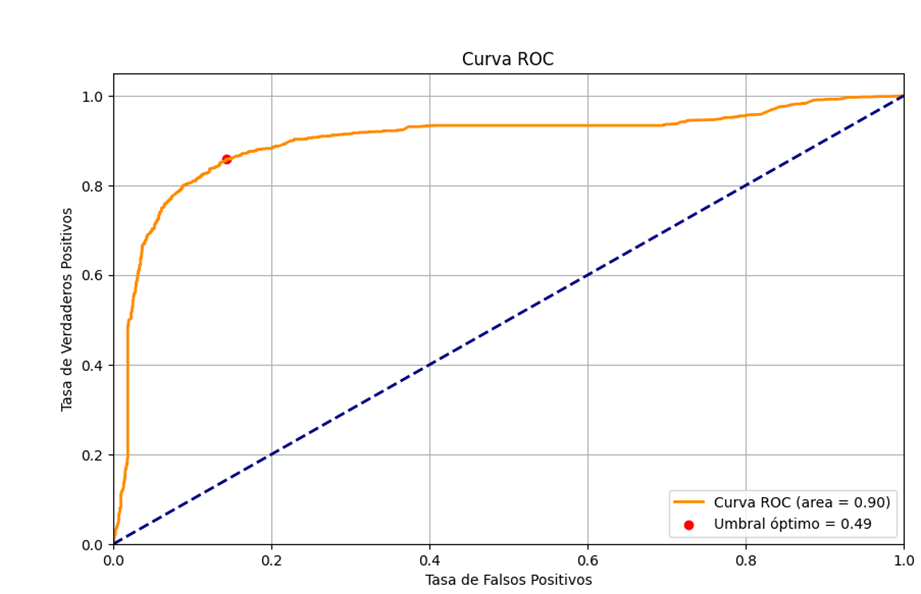 Curva ROC
1.0
0.8
0.6
0.4
0.2
0.0
Tasa de Verdaderos Positivos
Curva ROC (area = 0.90)
Umbral óptimo = 0.49
0.0 0.2 0.4 0.6 0.8 1.0
Tasa de Falsos Positivos